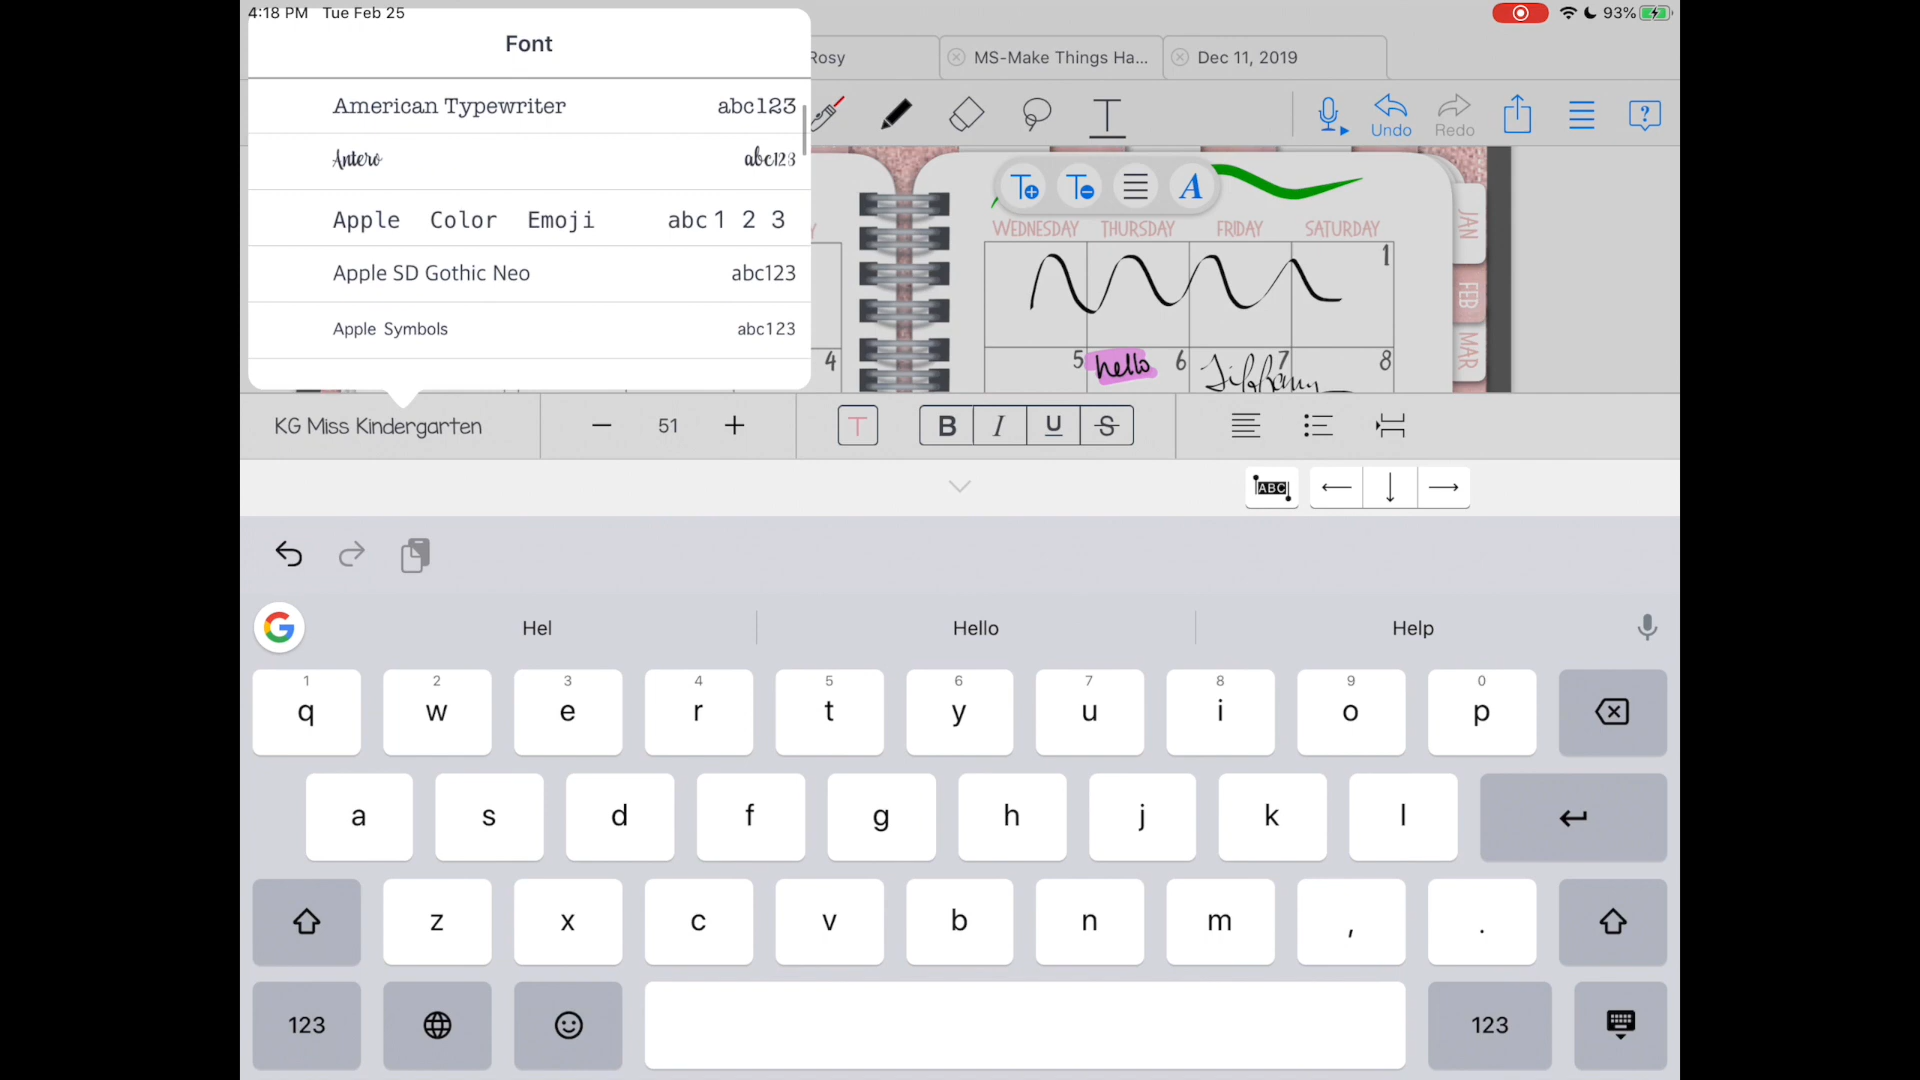 4:18 PM Tue Feb 25
93%
Font
Rosy
MS-Make Things Ha...
Dec 11, 2019
American Typewriter abc123
Antero abc123
Apple Color Emoji abc1 2 3
Apple SD Gothic Neo abc123
Apple Symbols abc123
T
Undo
Redo
?
T T A
WEDNESDAY THURSDAY FRIDAY SATURDAY
1
4 5 hello 6 7 8
JAN
FEB
MAR
KG Miss Kindergarten
51
T B I U S
ABC
G Hel Hello Help
1 2 3 4 5 6 7 8 9 0
q w e r t y u i o p
a s d f g h j k l
z x c v b n m , .
123 123